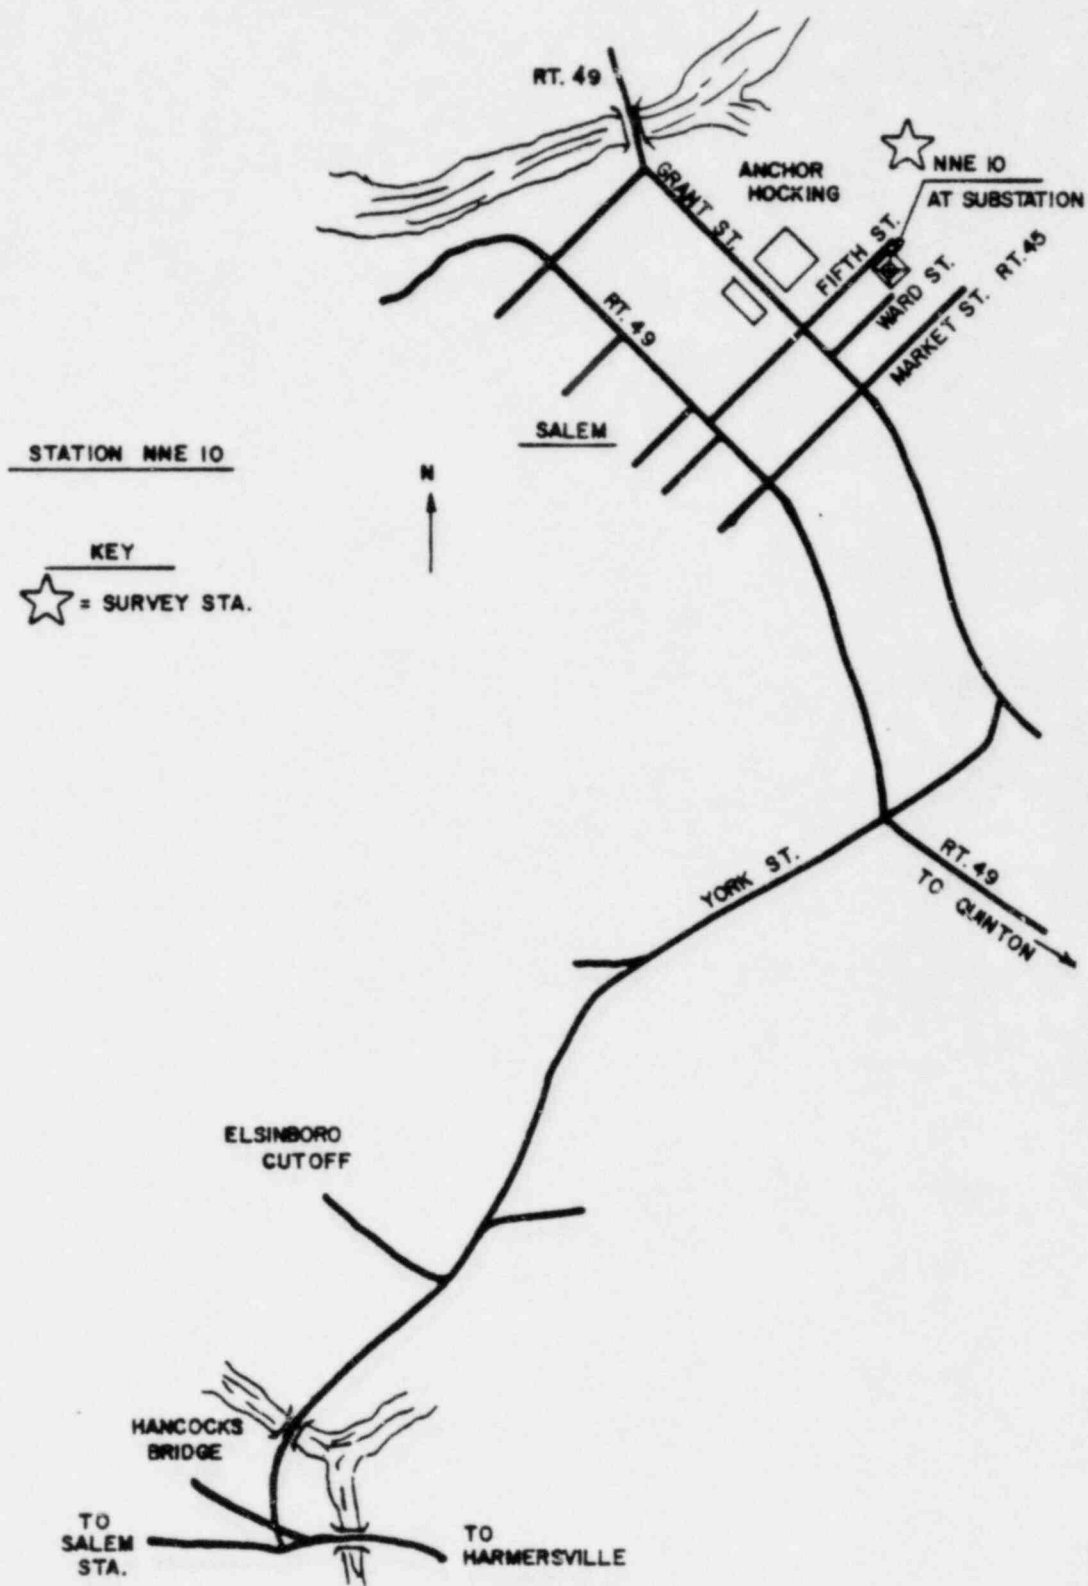 RT. 49
ANCHOR
HOCKING
NNE 10
AT SUBSTATION
GRANT ST.
FIFTH ST.
WARD ST.
MARKET ST. RT. 45
RT. 49
SALEM
STATION NNE 10
N
KEY
= SURVEY STA.
YORK ST.
RT. 49
TO QUINTON
ELSINBORO
CUTOFF
HANCOCKS
BRIDGE
TO
SALEM
STA.
TO
HARMERSVILLE